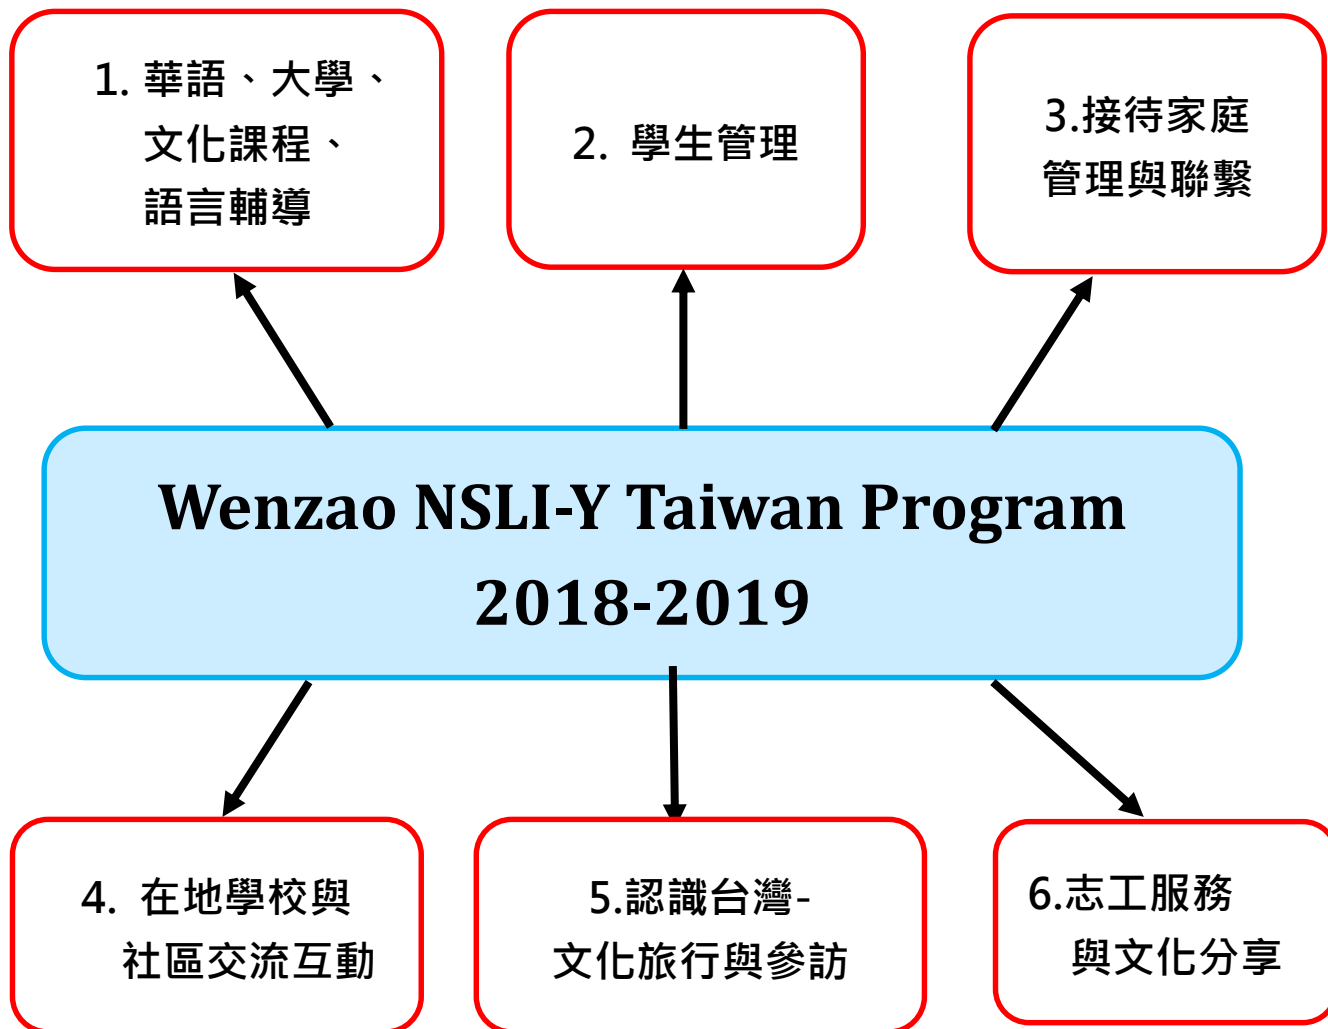 1. 華語、大學、
文化課程、
語言輔導
2. 學生管理
3.接待家庭
管理與聯繫
Wenzao NSLI-Y Taiwan Program
2018-2019
4. 在地學校與
社區交流互動
5.認識台灣-
文化旅行與參訪
6.志工服務
與文化分享